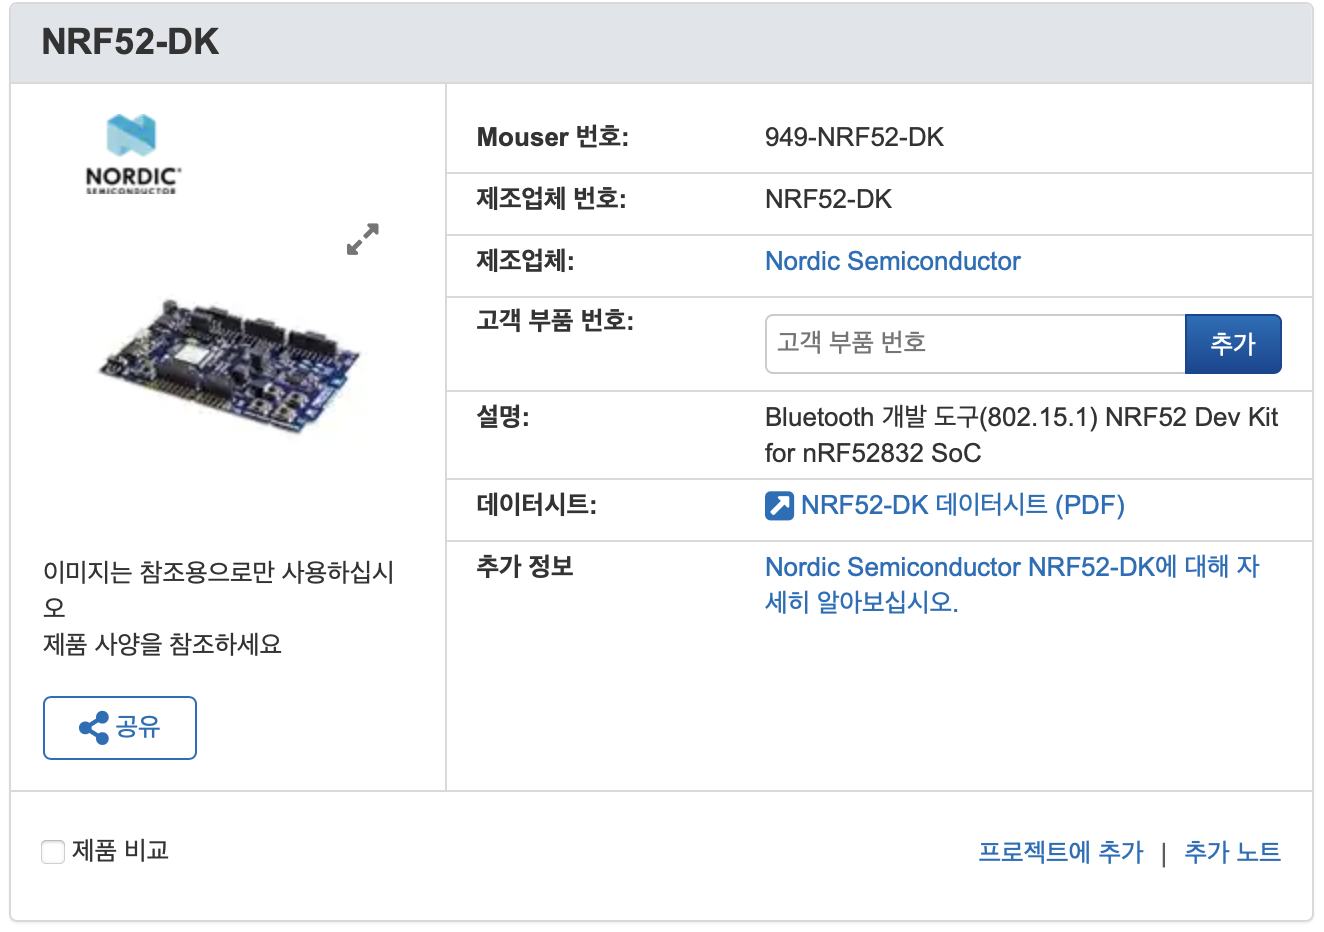 NRF52-DK
NORDIC®
SEMICONDUCTOR
이미지는 참조용으로만 사용하십시
오
제품 사양을 참조하세요
공유
Mouser 번호: 949-NRF52-DK
제조업체 번호: NRF52-DK
제조업체: Nordic Semiconductor
고객 부품 번호: 고객 부품 번호 추가
설명: Bluetooth 개발 도구(802.15.1) NRF52 Dev Kit
for nRF52832 SoC
데이터시트: NRF52-DK 데이터시트 (PDF)
추가 정보 Nordic Semiconductor NRF52-DK에 대해 자
세히 알아보십시오.
제품 비교 프로젝트에 추가 | 추가 노트